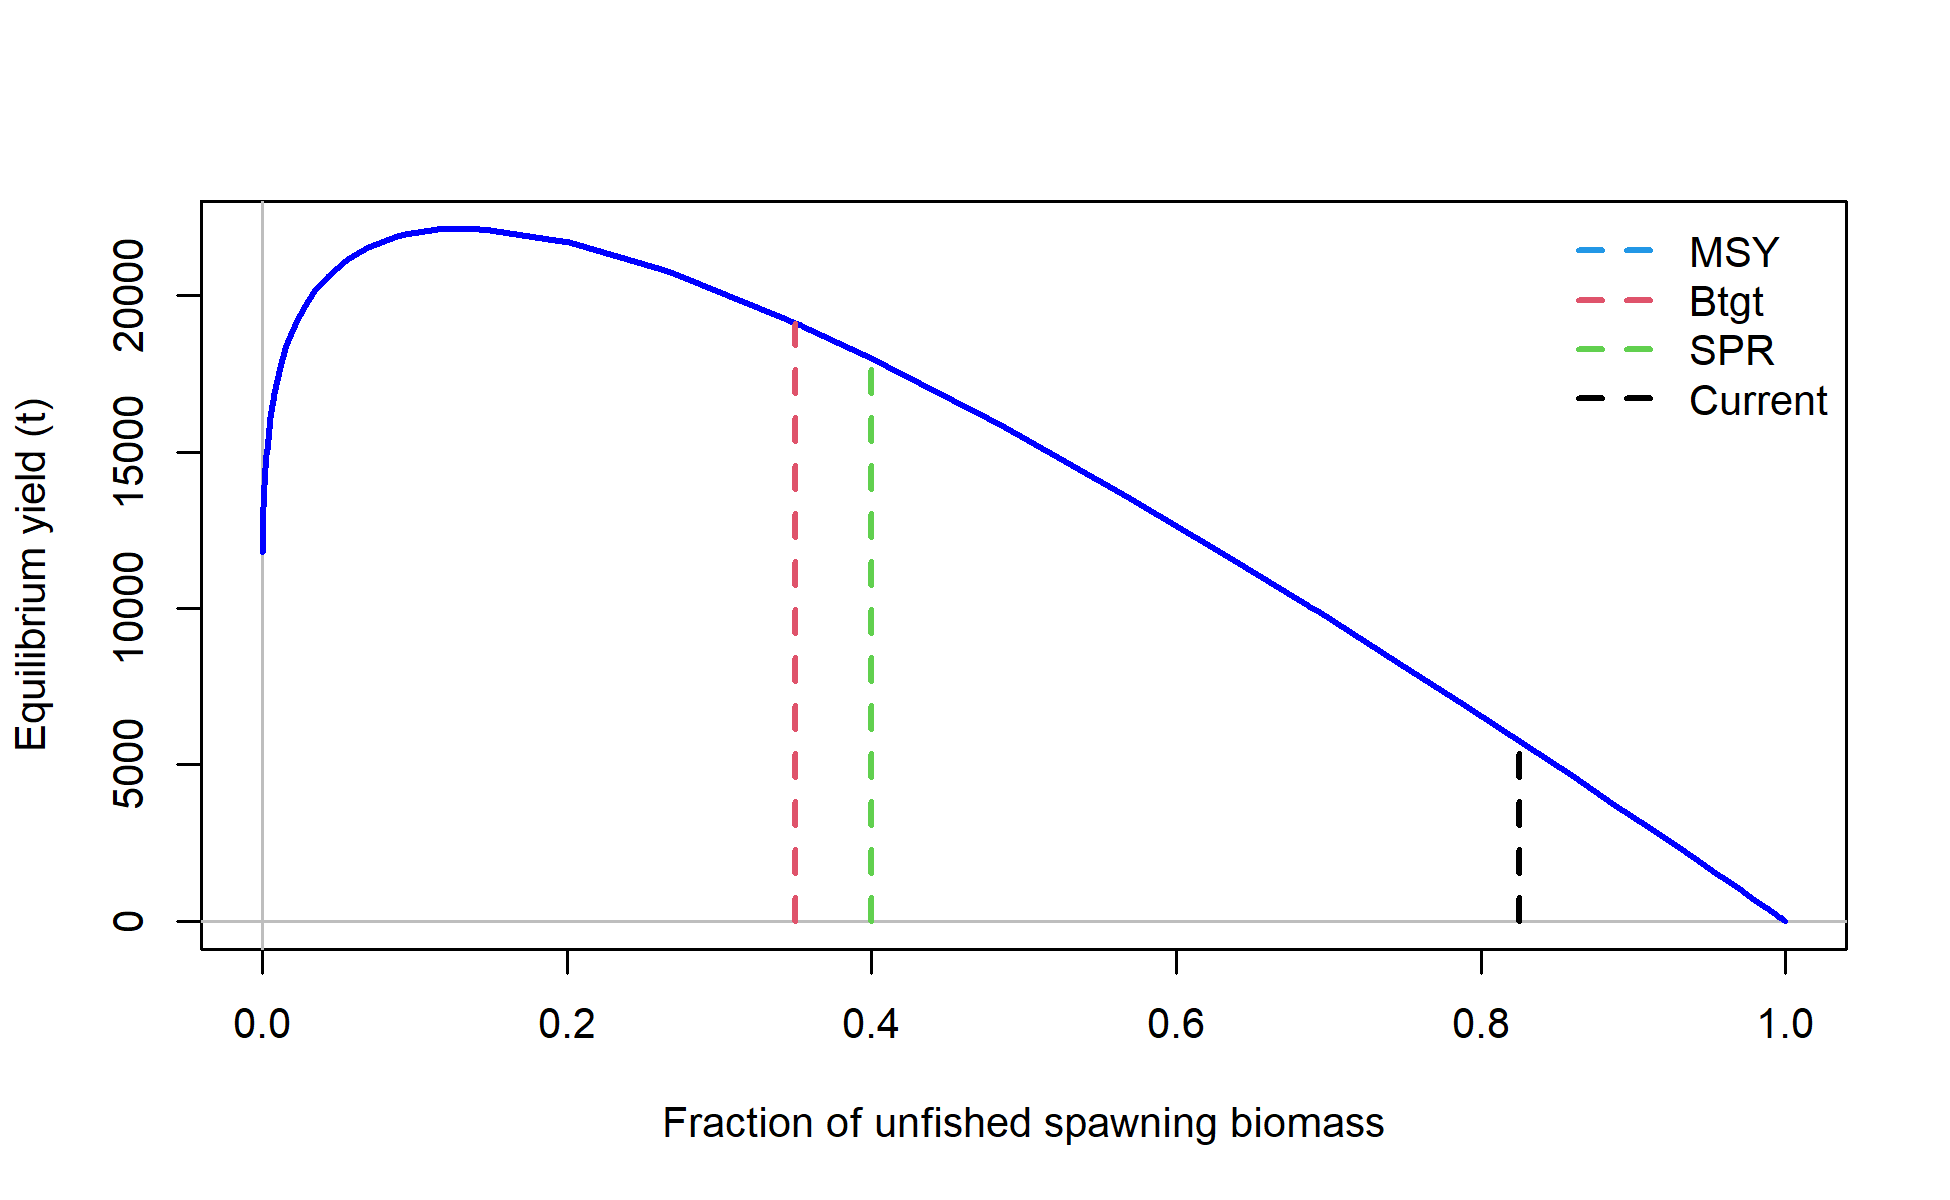 MSY
Btgt
SPR
Current
Equilibrium yield (t)
20000
15000
10000
5000
0
0.0 0.2 0.4 0.6 0.8 1.0
Fraction of unfished spawning biomass